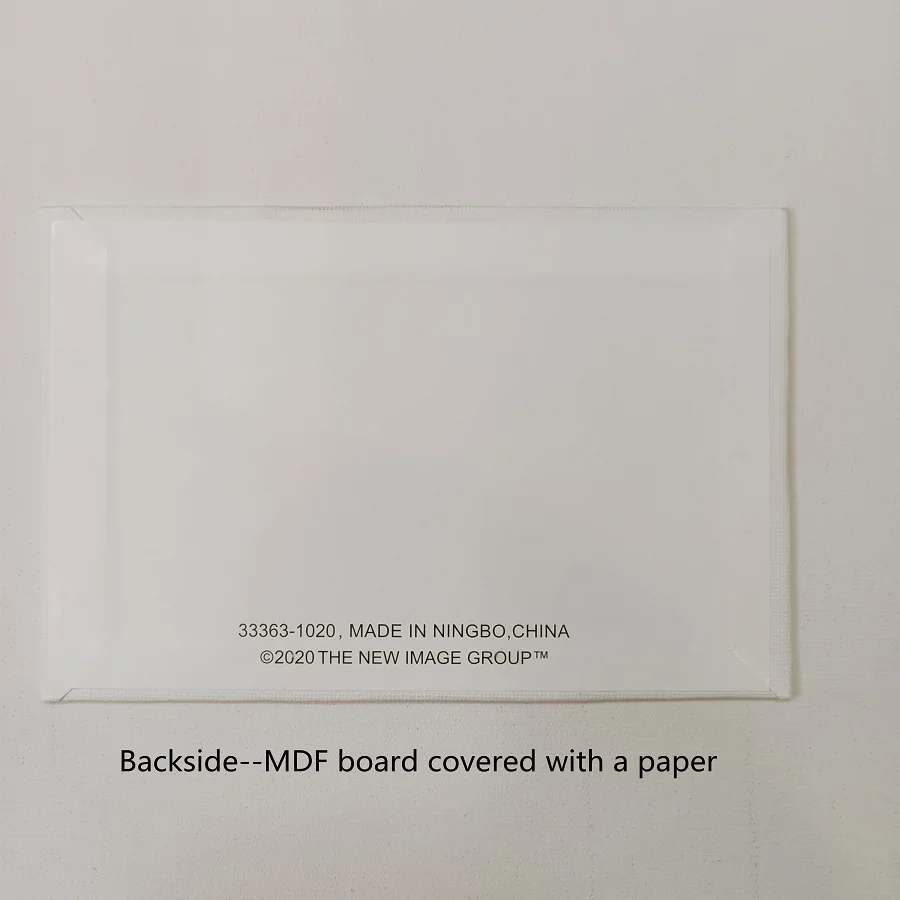 33363-1020, MADE IN NINGBO,CHINA
©2020 THE NEW IMAGE GROUP™
Backside--MDF board covered with a paper